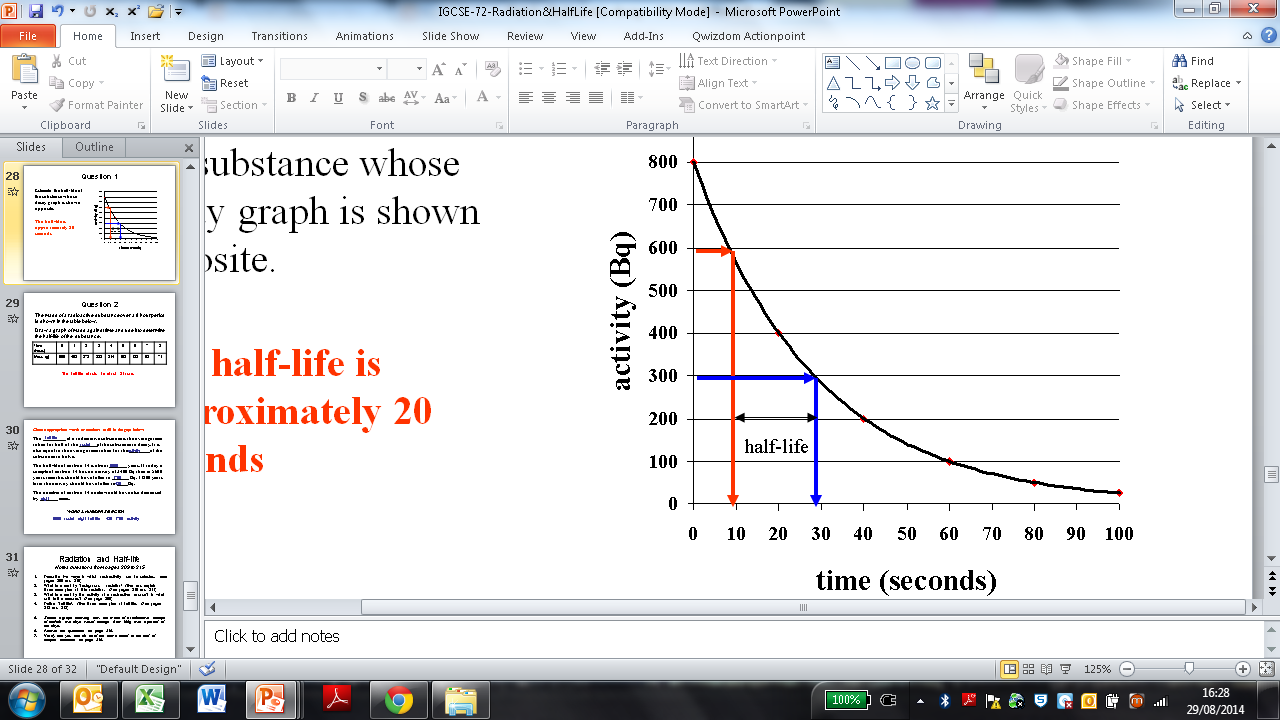 IGCSE-72-Radiation&HalfLife [Compatibility Model] - Microsoft PowerPoint
File Home Insert Design Transitions Animations Slide Show Review View Add-Ins Qwizdom Actionpoint
Paste
Cut
Copy
Format Painter
Clipboard
New Slide
Layout
Reset
Section
Slides
Font
Text Direction
Align Text
Convert to SmartArt
Paragraph
Arrange
Quick Styles
Shape Fill
Shape Outline
Shape Effects
Drawing
Find
Replace
Select
Editing
Slides Outline
28
Question 1
29
Question 2
30
31
Radiation and Half-life
substance whose
y graph is shown
osite.
half-life is
roximately 20
nds
activity (Bq)
800
700
600
500
400
300
200
100
0
half-life
0 10 20 30 40 50 60 70 80 90 100
time (seconds)
Click to add notes
Slide 28 of 32 "Default Design" 125%
100%
16:28
29/08/2014